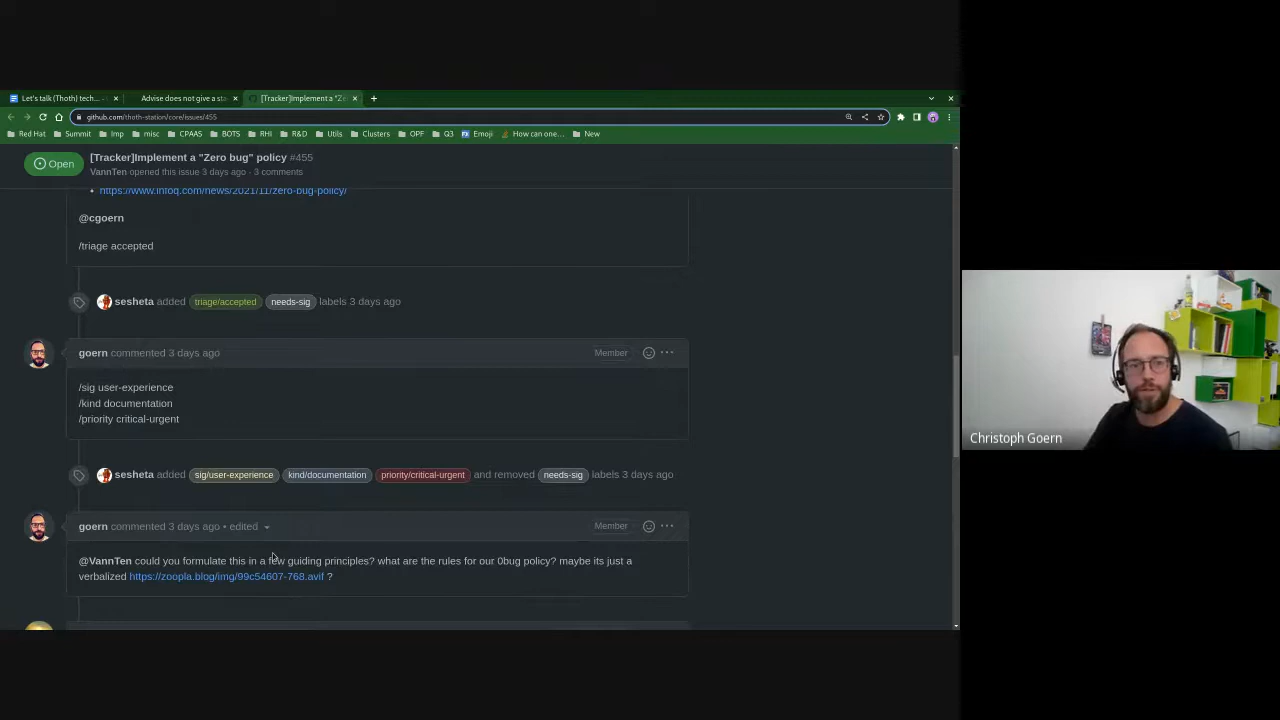 Let's talk (Thoth) tech... -
Advise does not give a sta
[Tracker]Implement a "Ze
github.com/thoth-station/core/issues/455
Red Hat Summit Imp misc CPAAS BOTS RHI R&D Utils Clusters OPF Q3 Emoji How can one... New
Open
[Tracker]Implement a "Zero bug" policy #455
VannTen opened this issue 3 days ago · 3 comments
• https://www.infoq.com/news/2021/11/zero-bug-policy/
@cgoern
/triage accepted
sesheta added triage/accepted needs-sig labels 3 days ago
goern commented 3 days ago Member
/sig user-experience
/kind documentation
/priority critical-urgent
sesheta added sig/user-experience kind/documentation priority/critical-urgent and removed needs-sig labels 3 days ago
goern commented 3 days ago • edited Member
@VannTen could you formulate this in a few guiding principles? what are the rules for our 0bug policy? maybe its just a
verbalized https://zoopla.blog/img/99c54607-768.avif ?
Christoph Goern